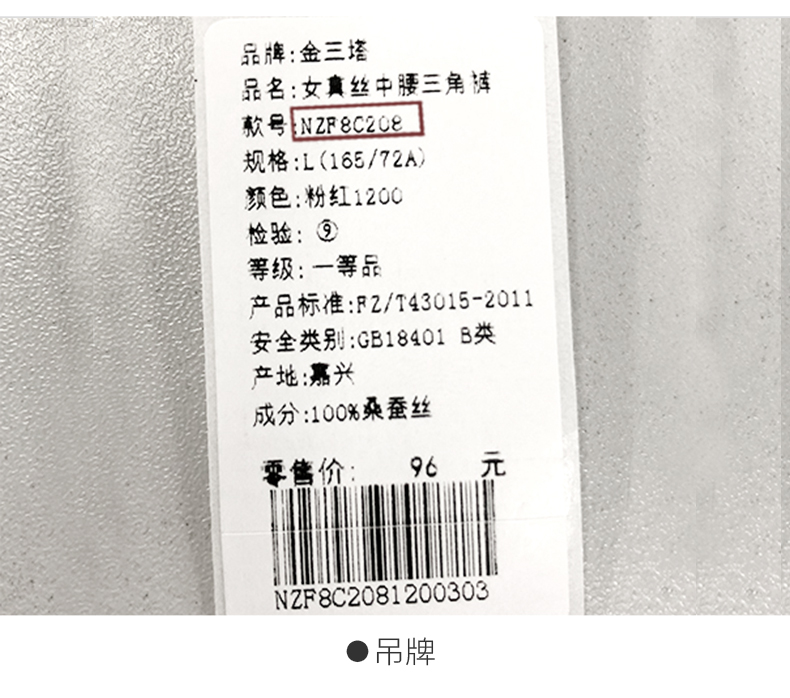 品牌:金三塔
品名:女真丝中腰三角裤
款号:NZF8C208
规格:L(165/72A)
颜色:粉红1200
检验: ⑨
等级: 一等品
产品标准:FZ/T43015-2011
安全类别:GB18401 B类
产地:嘉兴
成分:100%桑蚕丝
零售价: 96 元
NZF8C2081200303
●吊牌